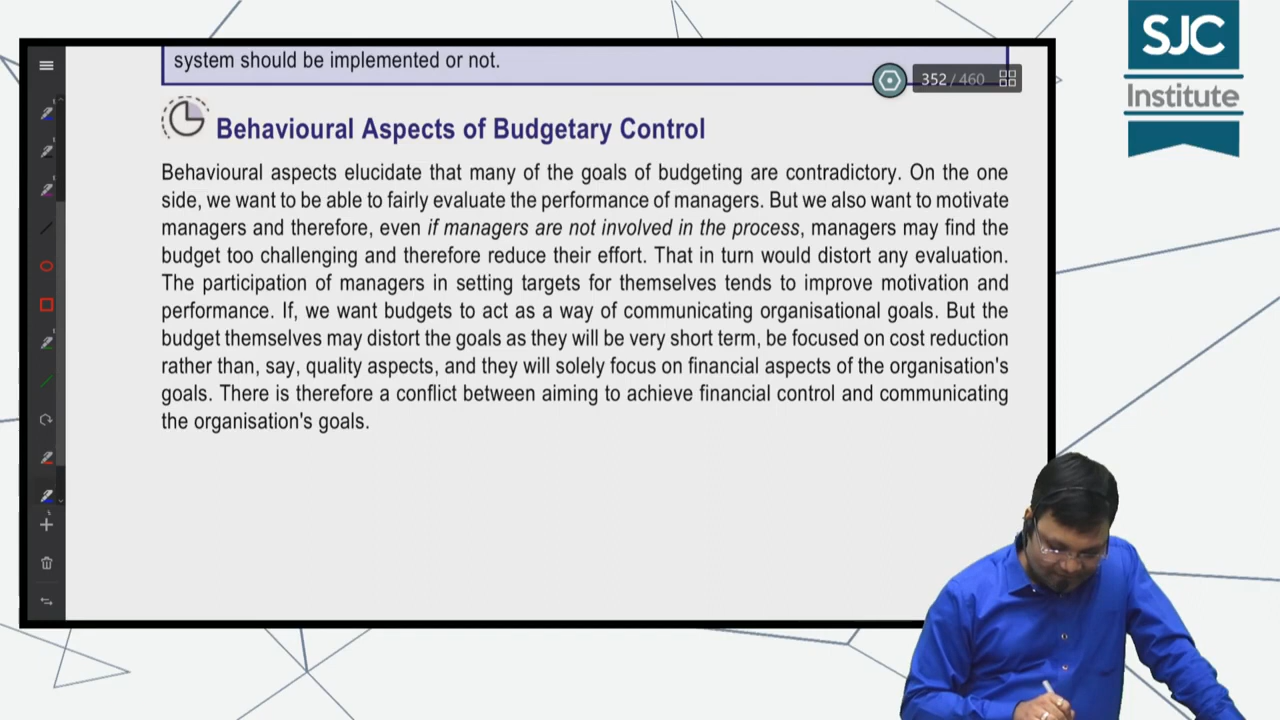 SJC
Institute
system should be implemented or not.
352 / 460
Behavioural Aspects of Budgetary Control
Behavioural aspects elucidate that many of the goals of budgeting are contradictory. On the one
side, we want to be able to fairly evaluate the performance of managers. But we also want to motivate
managers and therefore, even if managers are not involved in the process, managers may find the
budget too challenging and therefore reduce their effort. That in turn would distort any evaluation.
The participation of managers in setting targets for themselves tends to improve motivation and
performance. If, we want budgets to act as a way of communicating organisational goals. But the
budget themselves may distort the goals as they will be very short term, be focused on cost reduction
rather than, say, quality aspects, and they will solely focus on financial aspects of the organisation's
goals. There is therefore a conflict between aiming to achieve financial control and communicating
the organisation's goals.